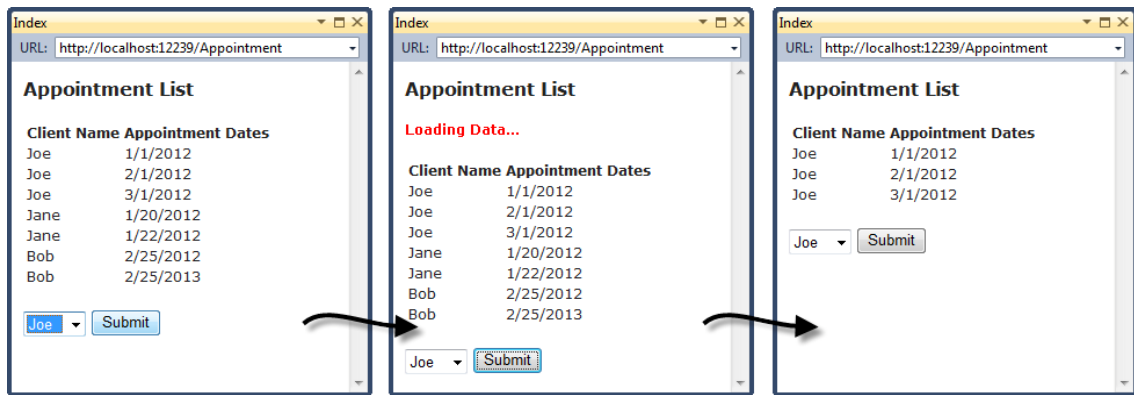 Index
URL: http://localhost:12239/Appointment
Appointment List
Client Name Appointment Dates
Joe 1/1/2012
Joe 2/1/2012
Joe 3/1/2012
Jane 1/20/2012
Jane 1/22/2012
Bob 2/25/2012
Bob 2/25/2013
Joe Submit
Index
URL: http://localhost:12239/Appointment
Appointment List
Loading Data...
Client Name Appointment Dates
Joe 1/1/2012
Joe 2/1/2012
Joe 3/1/2012
Jane 1/20/2012
Jane 1/22/2012
Bob 2/25/2012
Bob 2/25/2013
Joe Submit
Index
URL: http://localhost:12239/Appointment
Appointment List
Client Name Appointment Dates
Joe 1/1/2012
Joe 2/1/2012
Joe 3/1/2012
Joe Submit